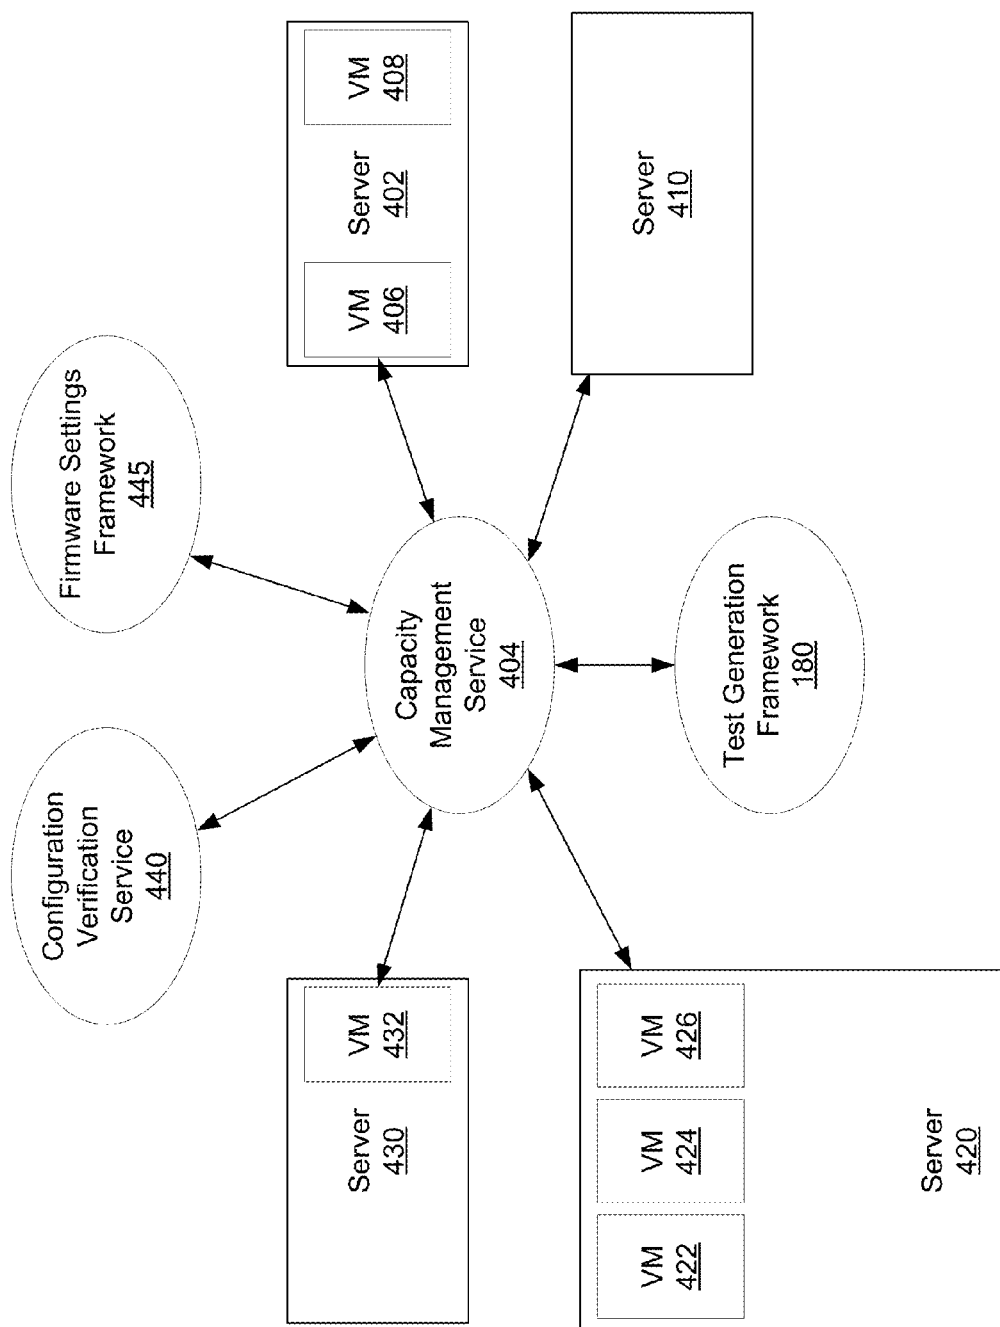 Configuration
Verification
Service
440
Firmware Settings
Framework
445
Server
430
VM
432
VM
406
Server
402
VM
408
Capacity
Management
Service
404
VM
422
VM
424
VM
426
Server
420
Test Generation
Framework
180
Server
410